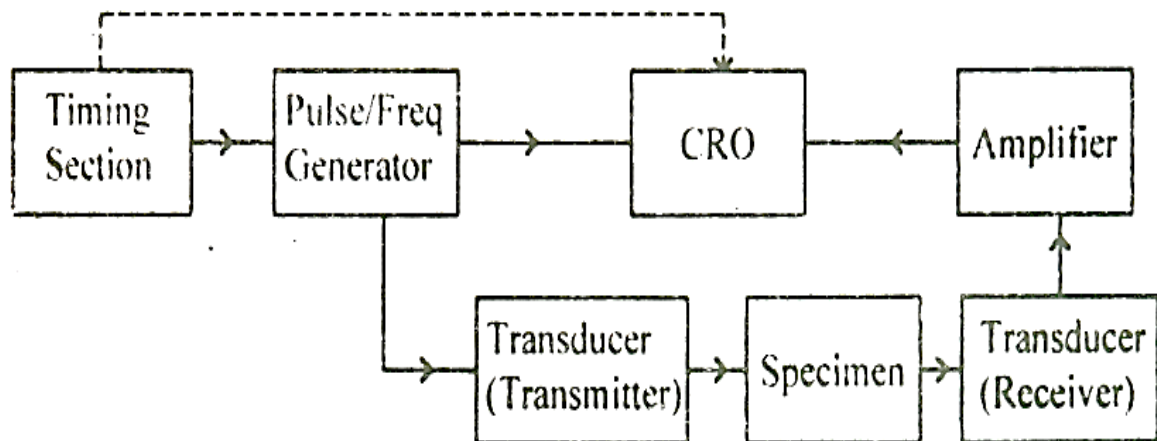 Timing
Section
Pulse/Freq
Generator
CRO
Amplifier
Transducer
(Transmitter)
Specimen
Transducer
(Receiver)